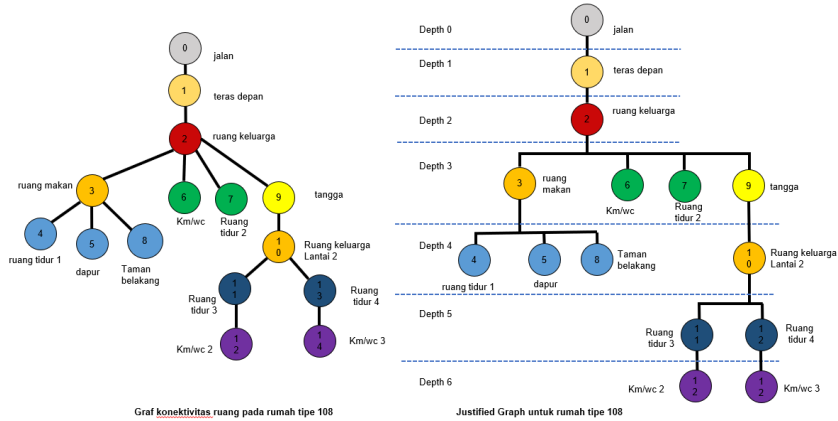 0
jalan
1
teras depan
2
ruang keluarga
ruang makan
3
6
7
9
tangga
Km/wc
Ruang
tidur 2
4
5
8
ruang tidur 1
dapur
Taman
belakang
1
0
Ruang keluarga
Lantai 2
Ruang
tidur 3
1
1
1
3
Ruang
tidur 4
Km/wc 2
1
2
1
4
Km/wc 3
Graf konektivitas ruang pada rumah tipe 108
Depth 0
0
jalan
Depth 1
1
teras depan
Depth 2
2
ruang keluarga
Depth 3
3
ruang
makan
6
Km/wc
7
Ruang
tidur 2
9
tangga
Depth 4
4
ruang tidur 1
5
dapur
8
Taman
belakang
1
0
Ruang keluarga
Lantai 2
Depth 5
Ruang
tidur 3
1
1
1
2
Ruang
tidur 4
Depth 6
Km/wc 2
1
2
1
2
Km/wc 3
Justified Graph untuk rumah tipe 108